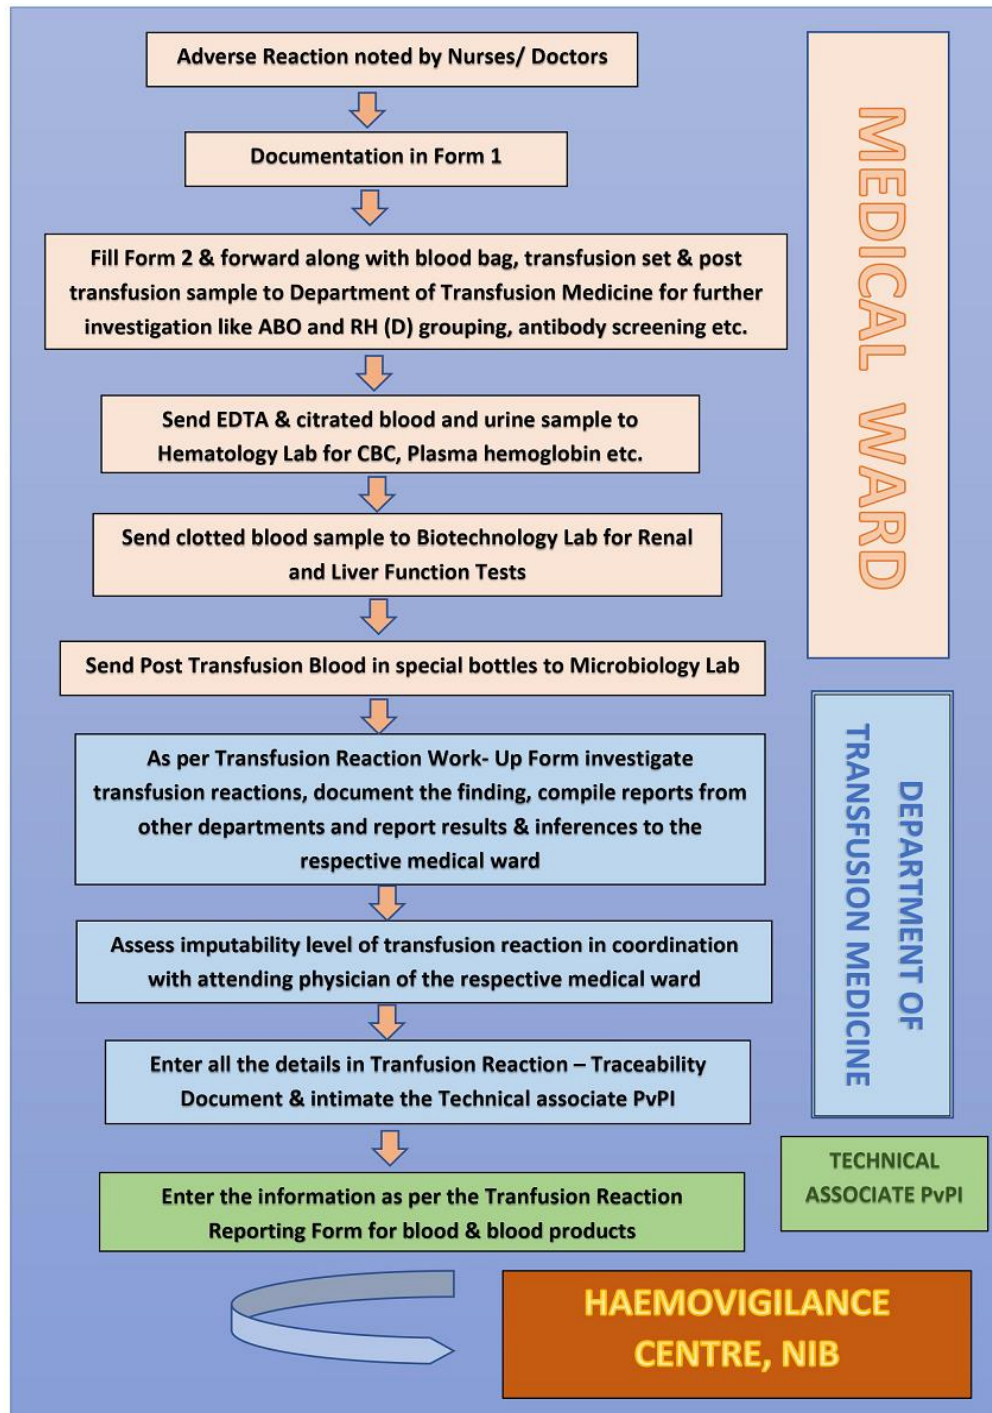 Adverse Reaction noted by Nurses/ Doctors
Documentation in Form 1
Fill Form 2 & forward along with blood bag, transfusion set & post
transfusion sample to Department of Transfusion Medicine for further
investigation like ABO and RH (D) grouping, antibody screening etc.
Send EDTA & citrated blood and urine sample to
Hematology Lab for CBC, Plasma hemoglobin etc.
Send clotted blood sample to Biotechnology Lab for Renal
and Liver Function Tests
Send Post Transfusion Blood in special bottles to Microbiology Lab
MEDICAL WARD
As per Transfusion Reaction Work- Up Form investigate
transfusion reactions, document the finding, compile reports from
other departments and report results & inferences to the
respective medical ward
Assess imputability level of transfusion reaction in coordination
with attending physician of the respective medical ward
Enter all the details in Tranfusion Reaction – Traceability
Document & intimate the Technical associate PvPI
DEPARTMENT OF
TRANSFUSION MEDICINE
Enter the information as per the Tranfusion Reaction
Reporting Form for blood & blood products
TECHNICAL
ASSOCIATE PvPI
HAEMOVIGILANCE
CENTRE, NIB